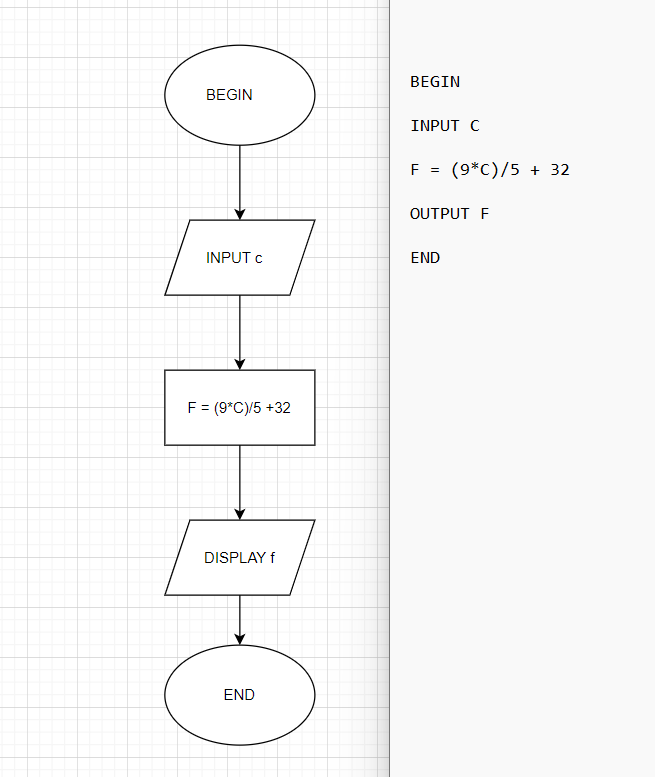 BEGIN
INPUT c
F = (9*C)/5 +32
DISPLAY f
END
BEGIN
INPUT C
F = (9*C)/5 + 32
OUTPUT F
END